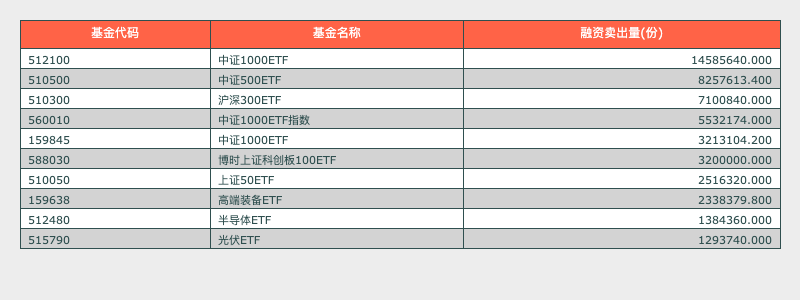 基金代码 基金名称 融资卖出量(份)
512100 中证1000ETF 14585640.000
510500 中证500ETF 8257613.400
510300 沪深300ETF 7100840.000
560010 中证1000ETF指数 5532174.000
159845 中证1000ETF 3213104.200
588030 博时上证科创板100ETF 3200000.000
510050 上证50ETF 2516320.000
159638 高端装备ETF 2338379.800
512480 半导体ETF 1384360.000
515790 光伏ETF 1293740.000